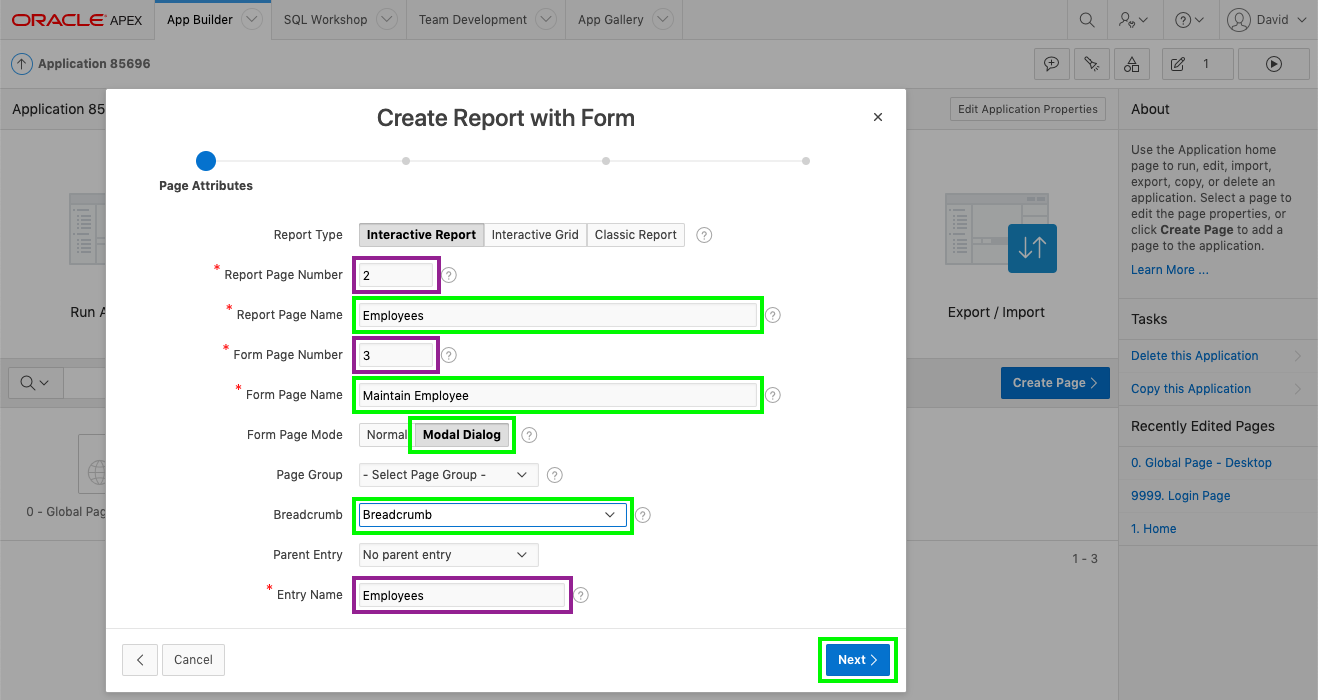 ORACLE APEX
App Builder
SQL Workshop
Team Development
App Gallery
David
Application 85696
1
Application 85
Edit Application Properties
About
Create Report with Form
Page Attributes
Report Type
Interactive Report
Interactive Grid
Classic Report
?
* Report Page Number
2
?
* Report Page Name
Employees
?
* Form Page Number
3
?
* Form Page Name
Maintain Employee
?
Form Page Mode
Normal
Modal Dialog
?
Page Group
- Select Page Group -
?
Breadcrumb
Breadcrumb
?
Parent Entry
No parent entry
* Entry Name
Employees
?
Cancel
Next
Run A
Export / Import
Create Page
0 - Global Pag
1 - 3
Use the Application home
page to run, edit, import,
export, copy, or delete an
application. Select a page to
edit the page properties, or
click Create Page to add a
page to the application.
Learn More ...
Tasks
Delete this Application
Copy this Application
Recently Edited Pages
0. Global Page - Desktop
9999. Login Page
1. Home